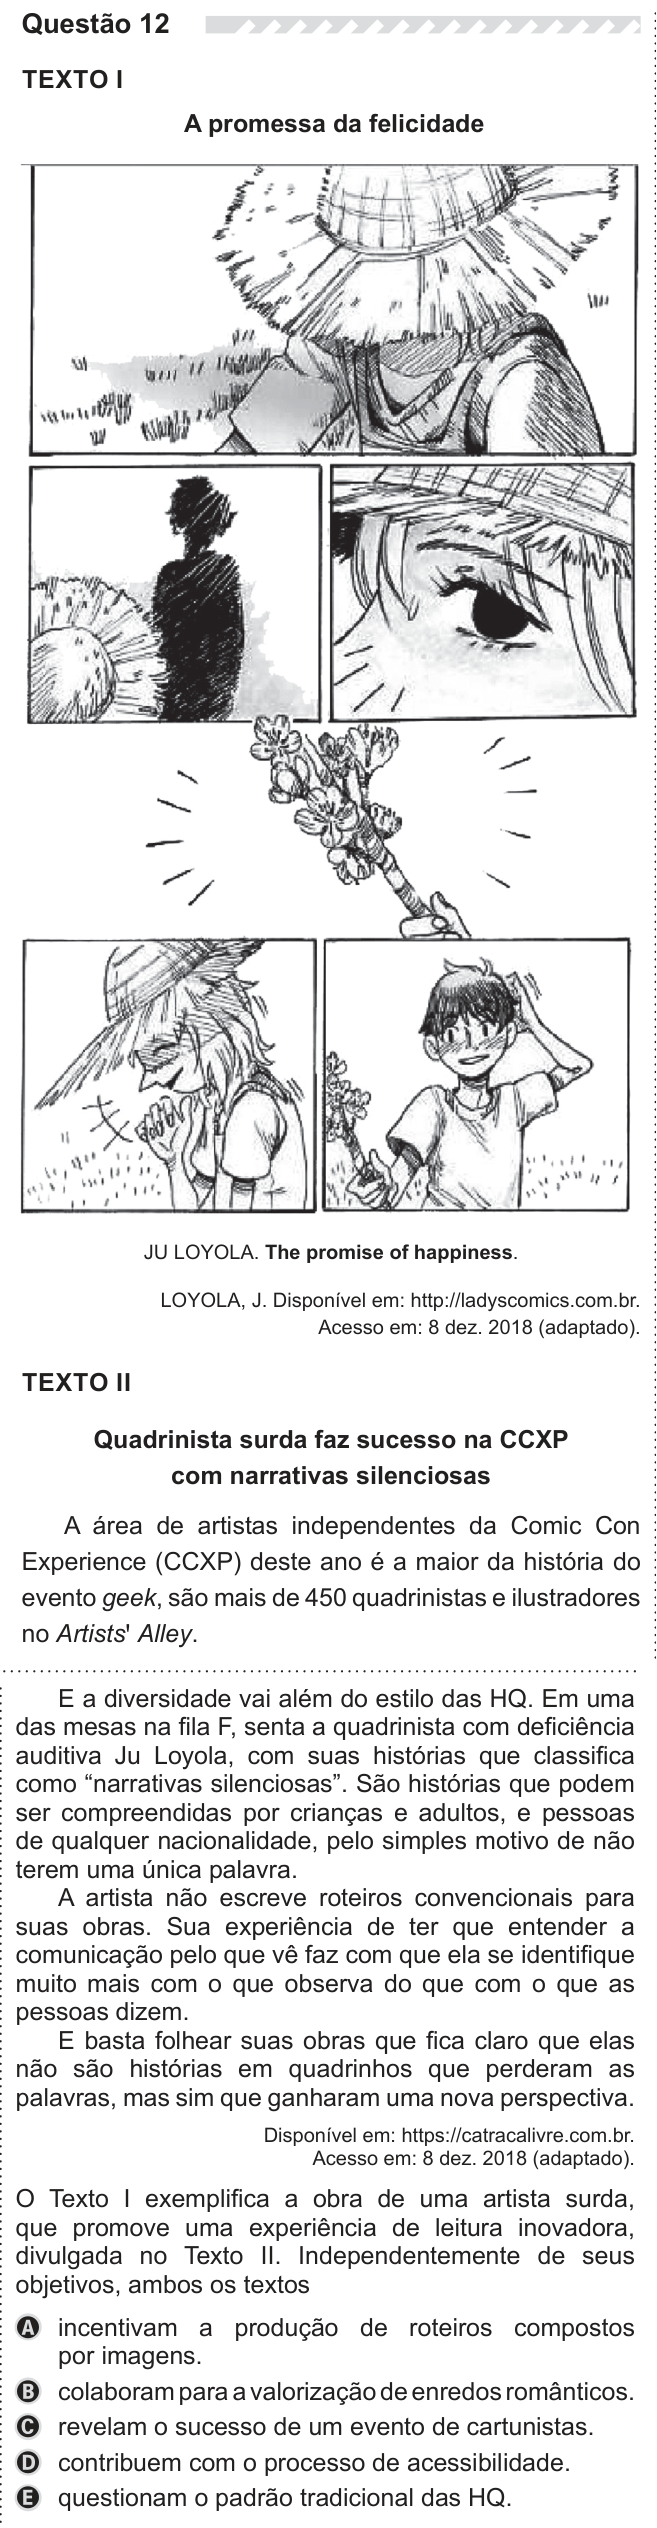 Questão 12
TEXTO I
A promessa da felicidade
JU LOYOLA. The promise of happiness.
LOYOLA, J. Disponível em: http://ladyscomics.com.br.
Acesso em: 8 dez. 2018 (adaptado).
TEXTO II
Quadrinista surda faz sucesso na CCXP
com narrativas silenciosas
A área de artistas independentes da Comic Con
Experience (CCXP) deste ano é a maior da história do
evento geek, são mais de 450 quadrinistas e ilustradores
no Artists' Alley.
E a diversidade vai além do estilo das HQ. Em uma
das mesas na fila F, senta a quadrinista com deficiência
auditiva Ju Loyola, com suas histórias que classifica
como “narrativas silenciosas”. São histórias que podem
ser compreendidas por crianças e adultos, e pessoas
de qualquer nacionalidade, pelo simples motivo de não
terem uma única palavra.
A artista não escreve roteiros convencionais para
suas obras. Sua experiência de ter que entender a
comunicação pelo que vê faz com que ela se identifique
muito mais com o que observa do que com o que as
pessoas dizem.
E basta folhear suas obras que fica claro que elas
não são histórias em quadrinhos que perderam as
palavras, mas sim que ganharam uma nova perspectiva.
Disponível em: https://catracalivre.com.br.
Acesso em: 8 dez. 2018 (adaptado).
O Texto I exemplifica a obra de uma artista surda,
que promove uma experiência de leitura inovadora,
divulgada no Texto II. Independentemente de seus
objetivos, ambos os textos
A incentivam a produção de roteiros compostos
por imagens.
B colaboram para a valorização de enredos românticos.
C revelam o sucesso de um evento de cartunistas.
D contribuem com o processo de acessibilidade.
E questionam o padrão tradicional das HQ.